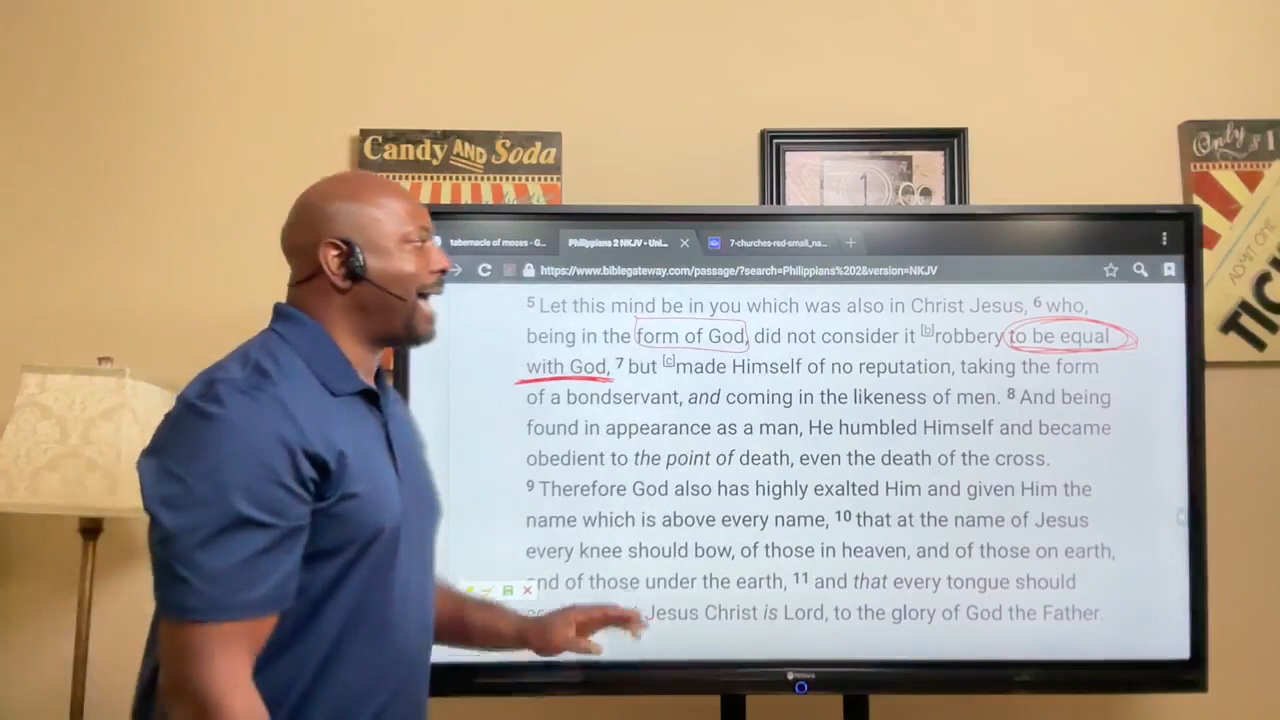 Candy AND Soda
Only $1
ADMIT ONE
TIC
tabernacle of moses - G...
Philippians 2 NKJV - Uni...
7-churches-red-small_na...
https://www.biblegateway.com/passage/?search=Philippians%202&version=NKJV
5 Let this mind be in you which was also in Christ Jesus, 6 who,
being in the form of God, did not consider it [b]robbery to be equal
with God, 7 but [c]made Himself of no reputation, taking the form
of a bondservant, and coming in the likeness of men. 8 And being
found in appearance as a man, He humbled Himself and became
obedient to the point of death, even the death of the cross.
9 Therefore God also has highly exalted Him and given Him the
name which is above every name, 10 that at the name of Jesus
every knee should bow, of those in heaven, and of those on earth,
and of those under the earth, 11 and that every tongue should
Jesus Christ is Lord, to the glory of God the Father.